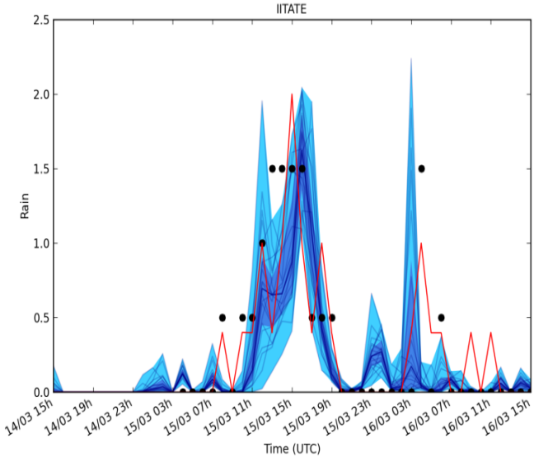 IITATE
2.5
2.0
1.5
1.0
0.5
0.0
Rain
14/03 15h
14/03 19h
14/03 23h
15/03 03h
15/03 07h
15/03 11h
15/03 15h
15/03 19h
15/03 23h
16/03 03h
16/03 07h
16/03 11h
16/03 15h
Time (UTC)